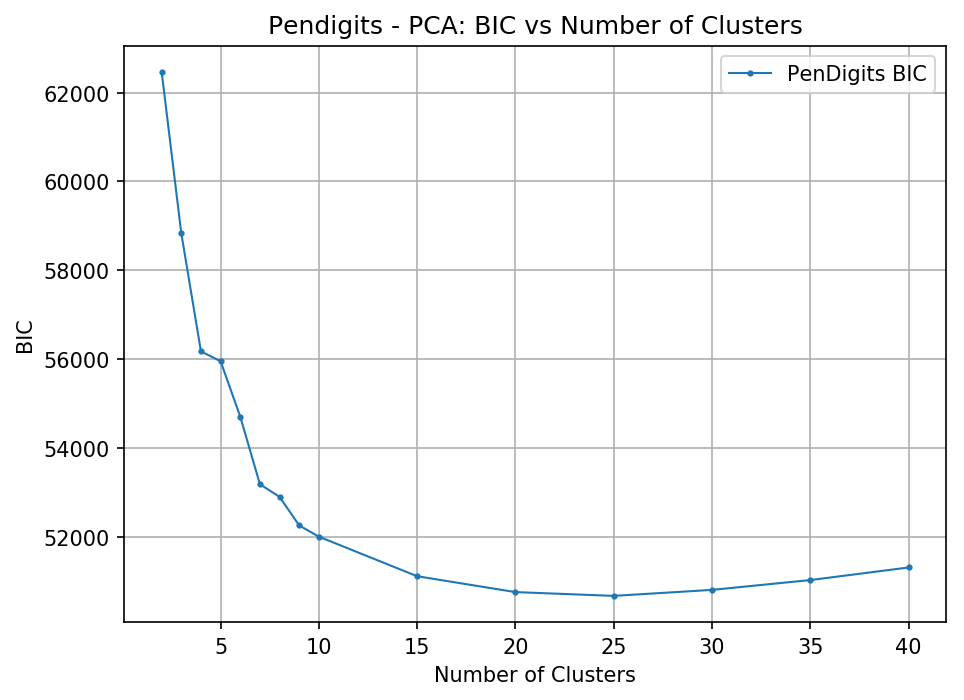 Pendigits - PCA: BIC vs Number of Clusters
PenDigits BIC
62000
60000
58000
56000
54000
52000
BIC
5 10 15 20 25 30 35 40
Number of Clusters